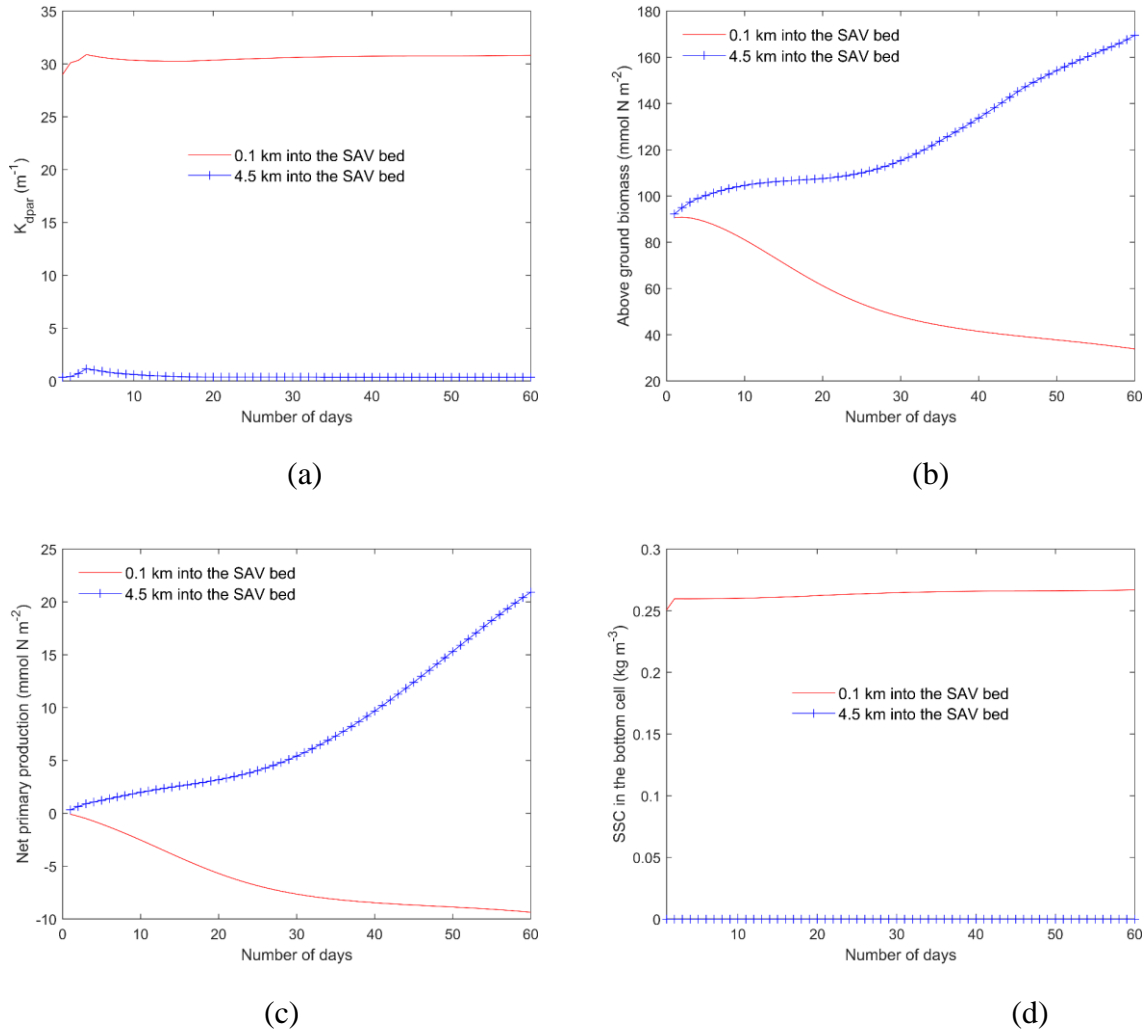 35
30
25
20
15
10
5
0
K_dpar (m^-1)
0.1 km into the SAV bed
4.5 km into the SAV bed
0 10 20 30 40 50 60
Number of days
(a)
180
160
140
120
100
80
60
40
20
Above ground biomass (mmol N m^-2)
0.1 km into the SAV bed
4.5 km into the SAV bed
0 10 20 30 40 50 60
Number of days
(b)
25
20
15
10
5
0
-5
-10
Net primary production (mmol N m^-2)
0.1 km into the SAV bed
4.5 km into the SAV bed
0 10 20 30 40 50 60
Number of days
(c)
0.3
0.25
0.2
0.15
0.1
0.05
0
SSC in the bottom cell (kg m^-3)
0.1 km into the SAV bed
4.5 km into the SAV bed
10 20 30 40 50 60
Number of days
(d)